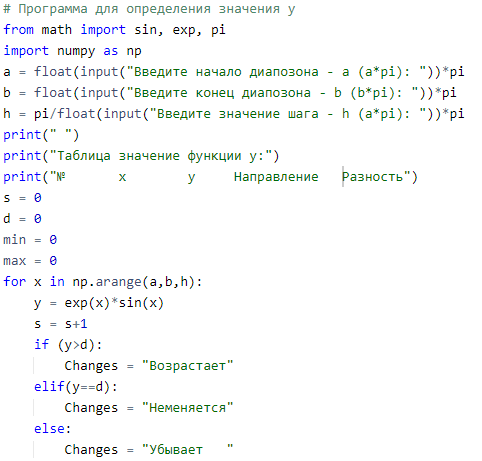 # Программа для определения значения y
from math import sin, exp, pi
import numpy as np
a = float(input("Введите начало диапозона - a (a*pi): "))*pi
b = float(input("Введите конец диапозона - b (b*pi): "))*pi
h = pi/float(input("Введите значение шага - h (a*pi): "))*pi
print(" ")
print("Таблица значение функции y:")
print("№       x        y     Направление   Разность")
s = 0
d = 0
min = 0
max = 0
for x in np.arange(a,b,h):
    y = exp(x)*sin(x)
    s = s+1
    if (y>d):
        Changes = "Возрастает"
    elif(y==d):
        Changes = "Неменяется"
    else:
        Changes = "Убывает   "